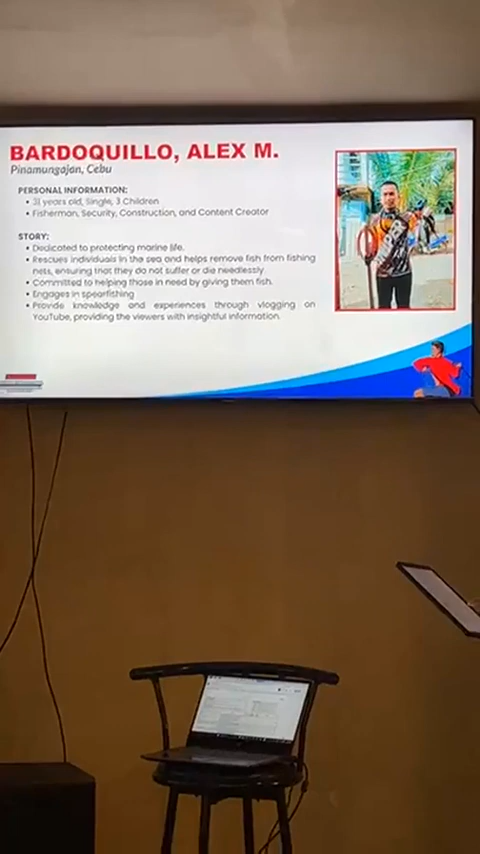 BARDOQUILLO, ALEX M.
Pinamungajan, Cebu
PERSONAL INFORMATION:
• 31 years old, Single, 3 Children
• Fisherman, Security, Construction, and Content Creator
STORY:
• Dedicated to protecting marine life.
• Rescues individuals in the sea and helps remove fish from fishing
nets, ensuring that they do not suffer or die needlessly.
• Committed to helping those in need by giving them fish.
• Engages in spearfishing
• Provide knowledge and experiences through vlogging on
YouTube, providing the viewers with insightful information.